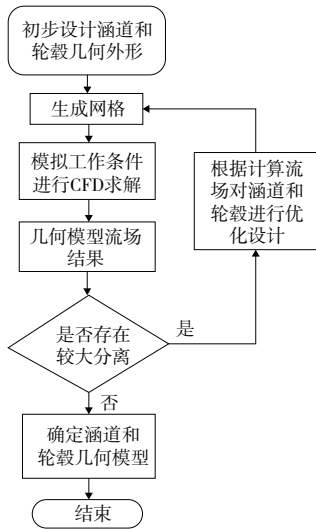 初步设计涵道和
轮毂几何外形
生成网格
模拟工作条件
进行CFD求解
几何模型流场
结果
是否存在
较大分离
是
根据计算流
场对涵道和
轮毂进行优
化设计
否
确定涵道和
轮毂几何模型
结束